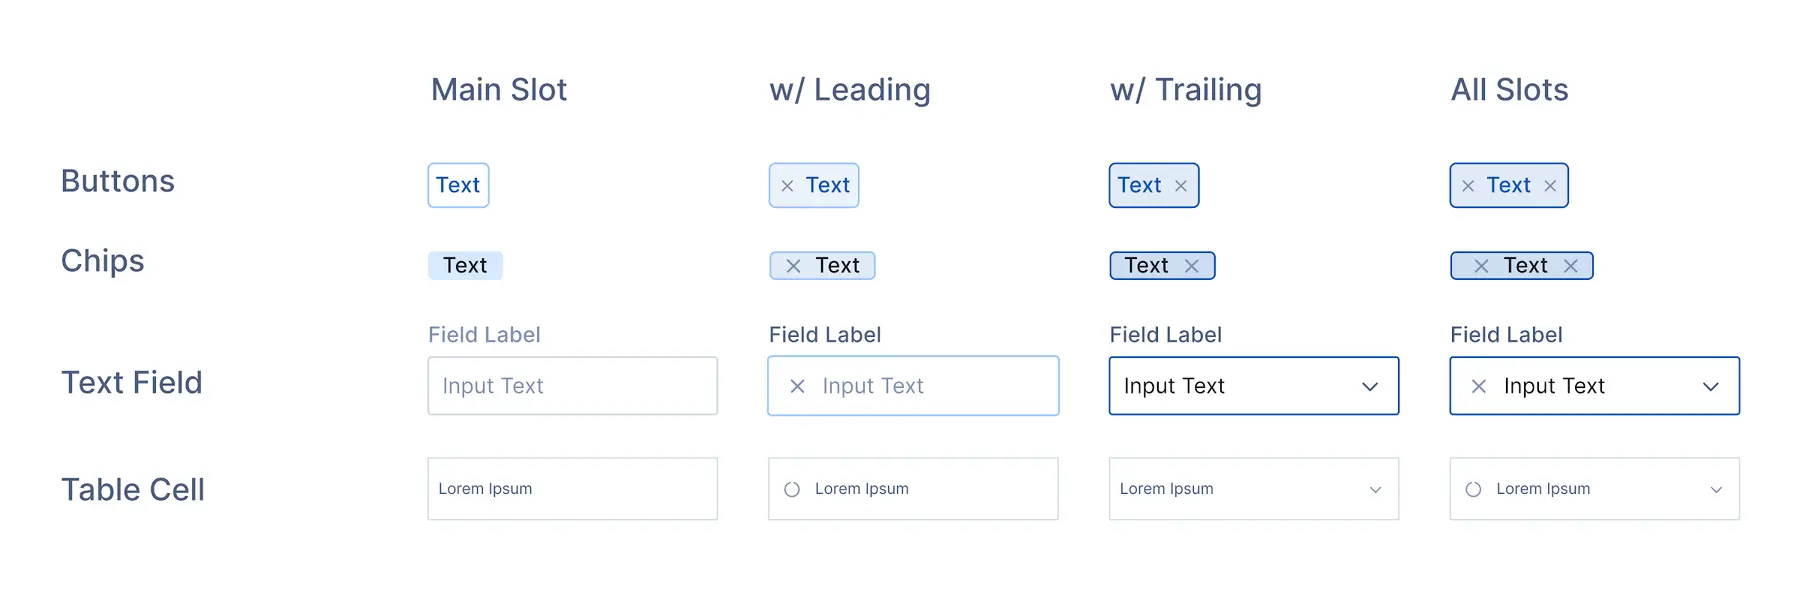 Main Slot w/ Leading w/ Trailing All Slots
Buttons Text Text Text Text
Chips Text Text Text Text
Field Label Field Label Field Label Field Label
Text Field Input Text Input Text Input Text Input Text
Table Cell Lorem Ipsum Lorem Ipsum Lorem Ipsum Lorem Ipsum